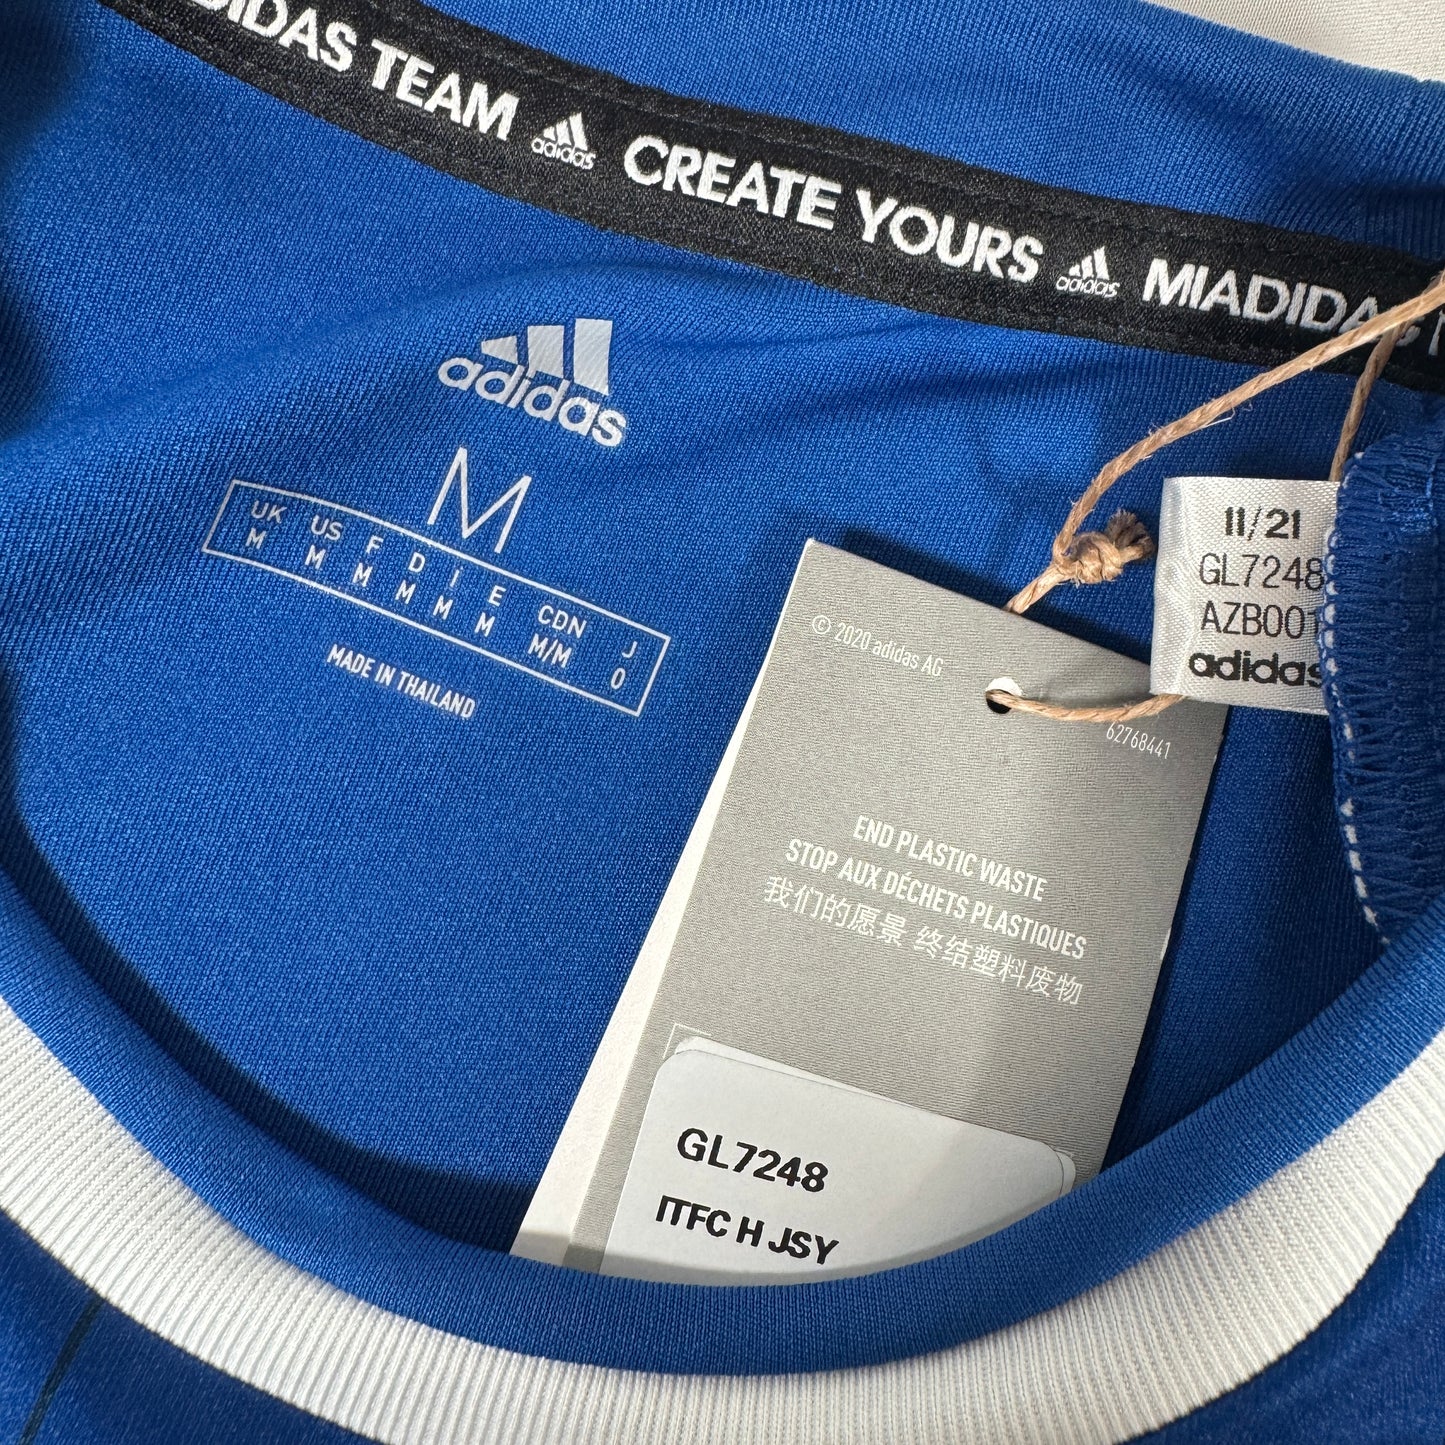 ADIDAS TEAM adidas CREATE YOURS adidas MIADIDAS
adidas
M
UK US F D I E CDN J
M M M M M M M/M O
MADE IN THAILAND
11/21
GL7248
AZB001
adidas
© 2020 adidas AG
62768441
END PLASTIC WASTE
STOP AUX DÉCHETS PLASTIQUES
我们的愿景 终结塑料废物
GL7248
ITFC H JSY